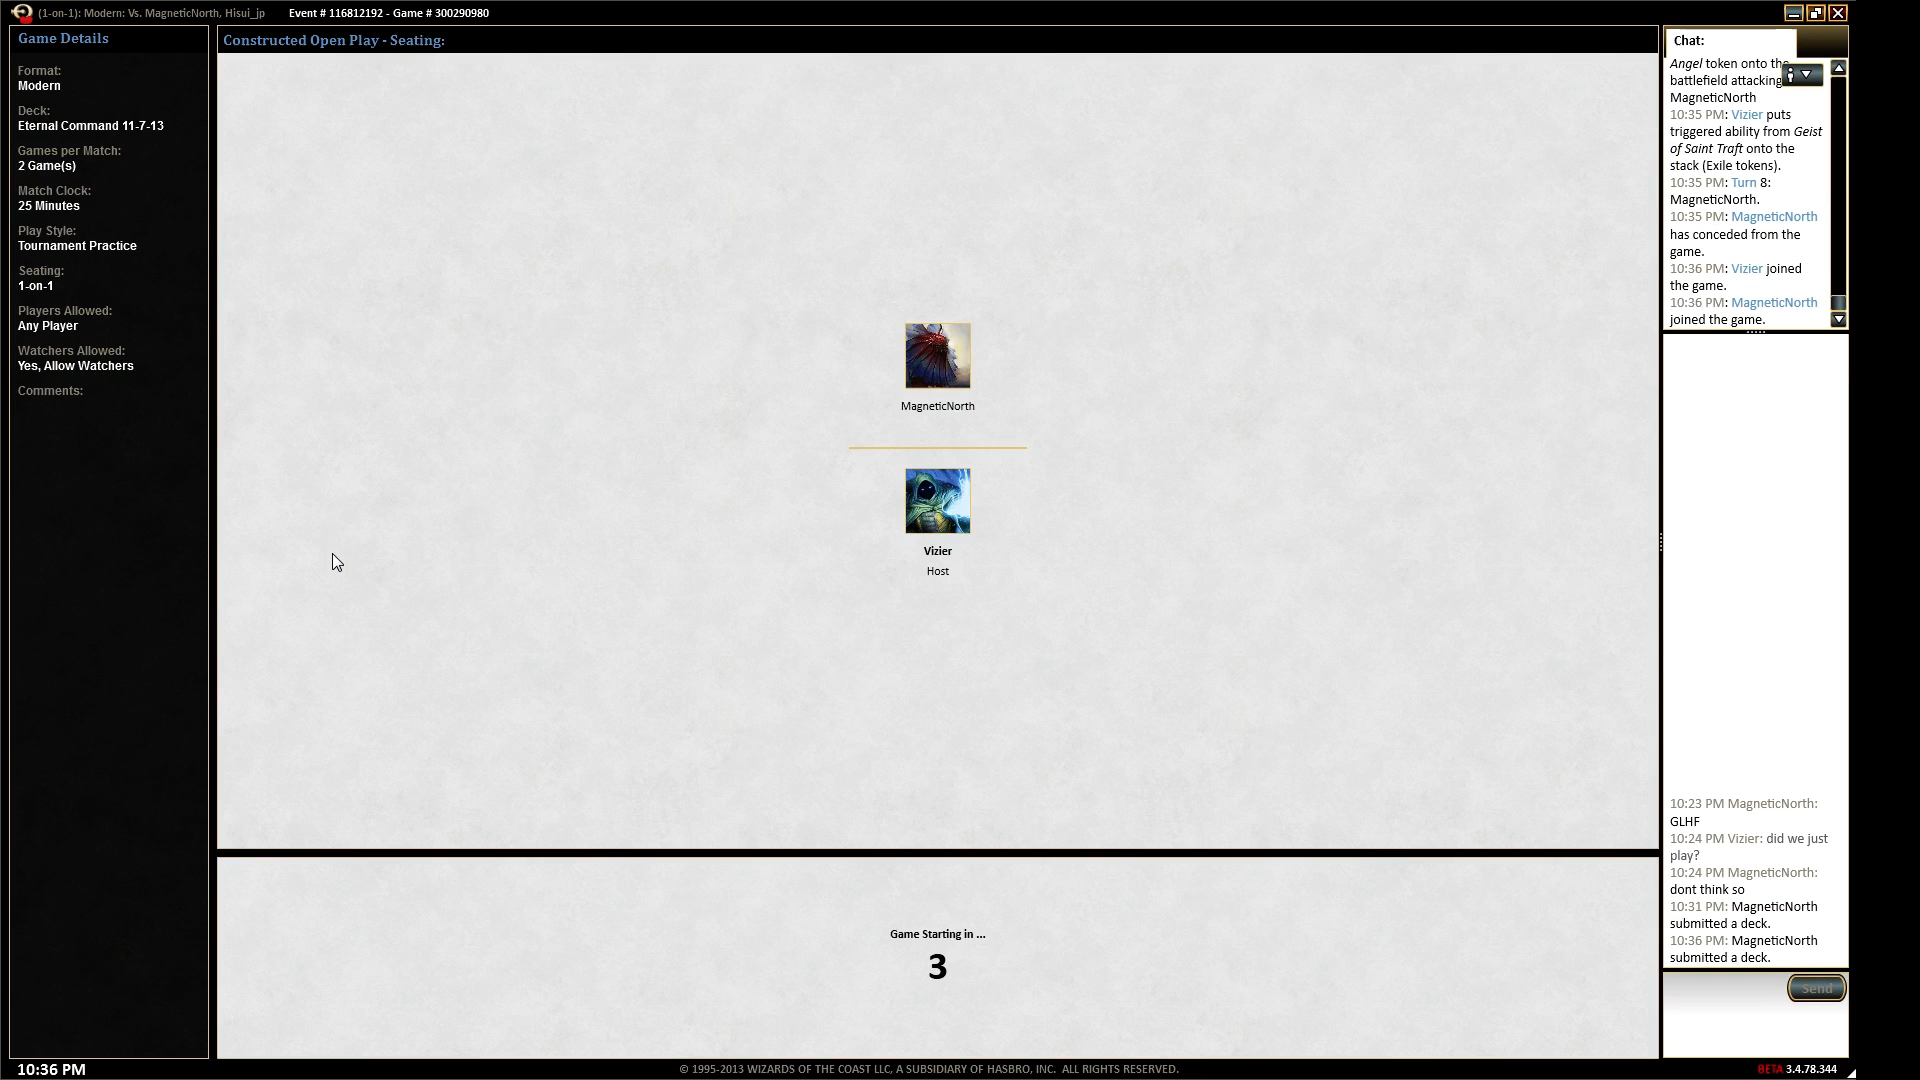 (1-on-1): Modern: Vs. MagneticNorth, Hisui_jp
Event # 116812192 - Game # 300290980
Game Details
Format:
Modern
Deck:
Eternal Command 11-7-13
Games per Match:
2 Game(s)
Match Clock:
25 Minutes
Play Style:
Tournament Practice
Seating:
1-on-1
Players Allowed:
Any Player
Watchers Allowed:
Yes, Allow Watchers
Comments:
Constructed Open Play - Seating:
MagneticNorth
Vizier
Host
Game Starting in ...
3
Chat:
Angel token onto the
battlefield attacking
MagneticNorth
10:35 PM: Vizier puts
triggered ability from Geist
of Saint Traft onto the
stack (Exile tokens).
10:35 PM: Turn 8:
MagneticNorth.
10:35 PM: MagneticNorth
has conceded from the
game.
10:36 PM: Vizier joined
the game.
10:36 PM: MagneticNorth
joined the game.
10:23 PM MagneticNorth:
GLHF
10:24 PM Vizier: did we just
play?
10:24 PM MagneticNorth:
dont think so
10:31 PM: MagneticNorth
submitted a deck.
10:36 PM: MagneticNorth
submitted a deck.
Send
10:36 PM
© 1995-2013 WIZARDS OF THE COAST LLC, A SUBSIDIARY OF HASBRO, INC. ALL RIGHTS RESERVED.
BETA 3.4.78.344